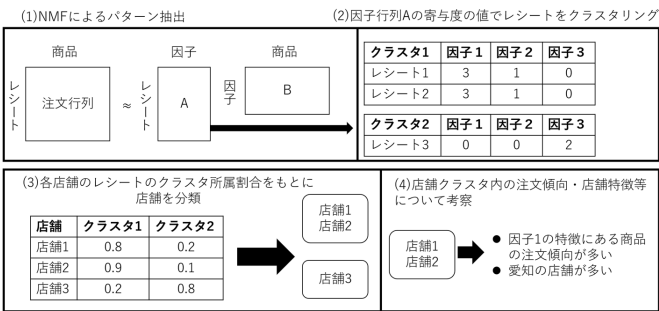 (1)NMFによるパターン抽出
商品
因子
商品
レシート
注文行列
≈
レシート
A
因子
B
(2)因子行列Aの寄与度の値でレシートをクラスタリング
クラスタ1 因子1 因子2 因子3
レシート1 3 1 0
レシート2 3 1 0
クラスタ2 因子1 因子2 因子3
レシート3 0 0 2
(3)各店舗のレシートのクラスタ所属割合をもとに
店舗を分類
店舗 クラスタ1 クラスタ2
店舗1 0.8 0.2
店舗2 0.9 0.1
店舗3 0.2 0.8
店舗1
店舗2
店舗3
(4)店舗クラスタ内の注文傾向・店舗特徴等
について考察
店舗1
店舗2
● 因子1の特徴にある商品
の注文傾向が多い
● 愛知の店舗が多い